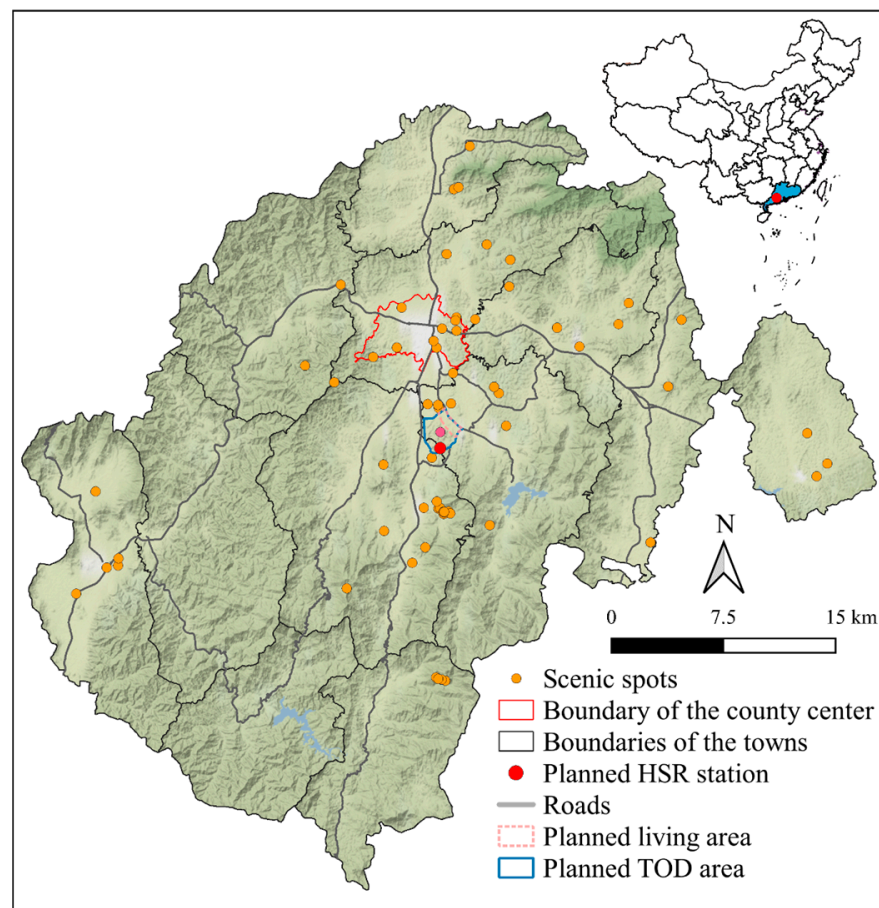 N
0 7.5 15 km
Scenic spots
Boundary of the county center
Boundaries of the towns
Planned HSR station
Roads
Planned living area
Planned TOD area